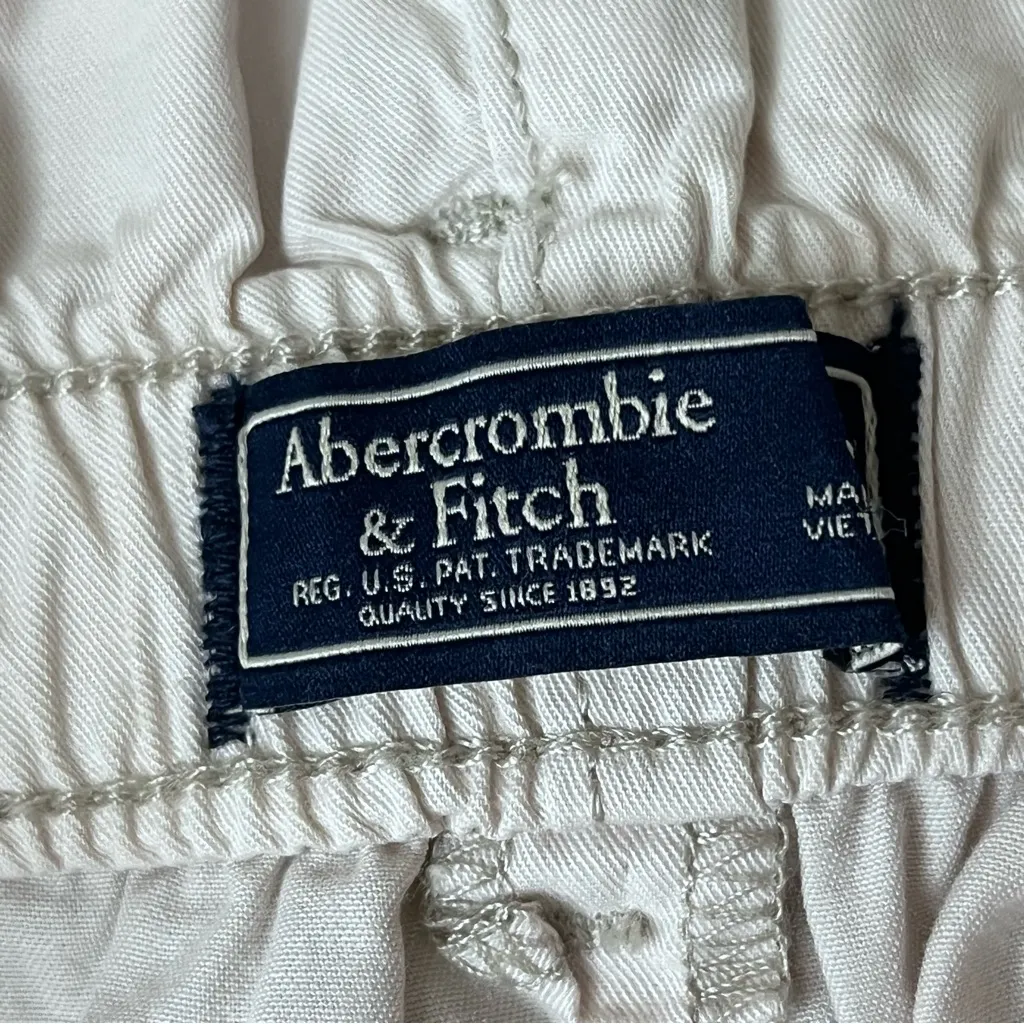 Abercrombie
& Fitch
REG. U.S. PAT. TRADEMARK
QUALITY SINCE 1892